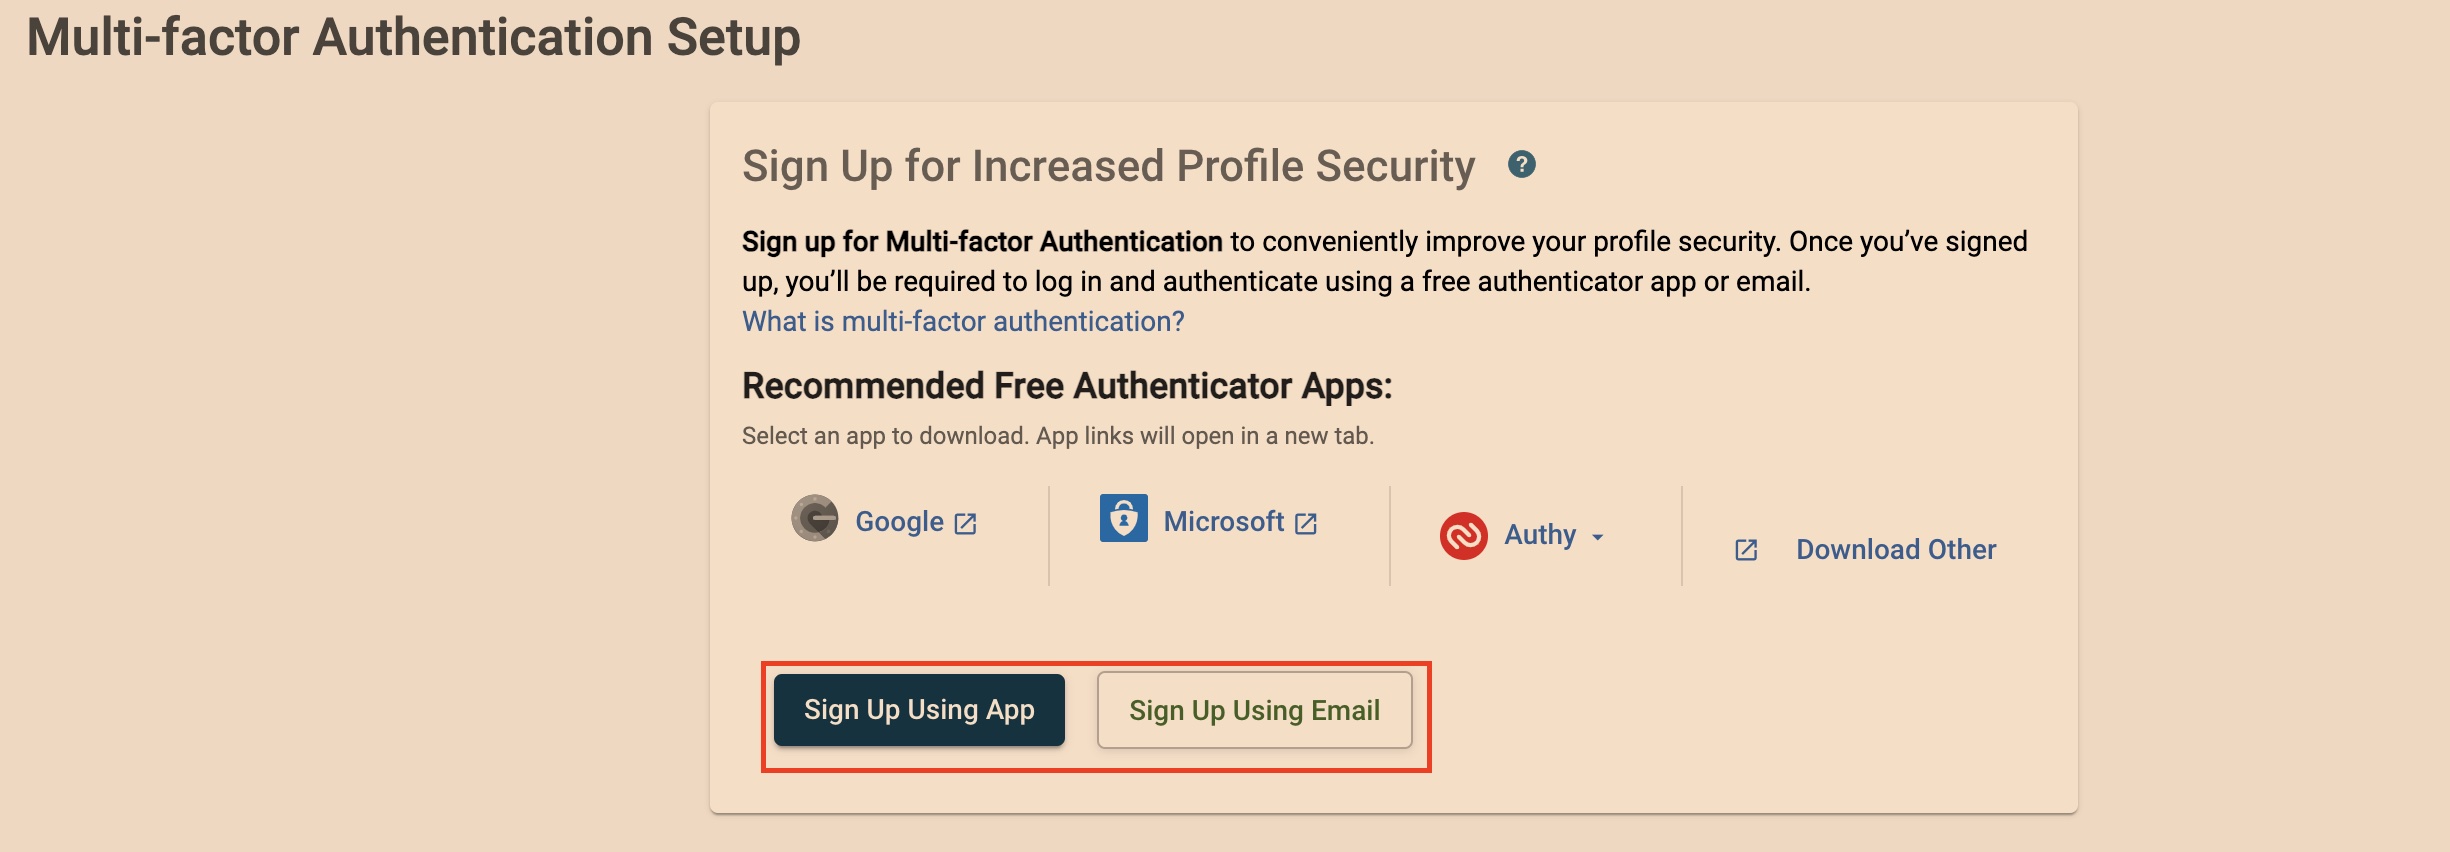 Multi-factor Authentication Setup
Sign Up for Increased Profile Security ?
Sign up for Multi-factor Authentication to conveniently improve your profile security. Once you’ve signed
up, you’ll be required to log in and authenticate using a free authenticator app or email.
What is multi-factor authentication?
Recommended Free Authenticator Apps:
Select an app to download. App links will open in a new tab.
Google
Microsoft
Authy
Download Other
Sign Up Using App
Sign Up Using Email